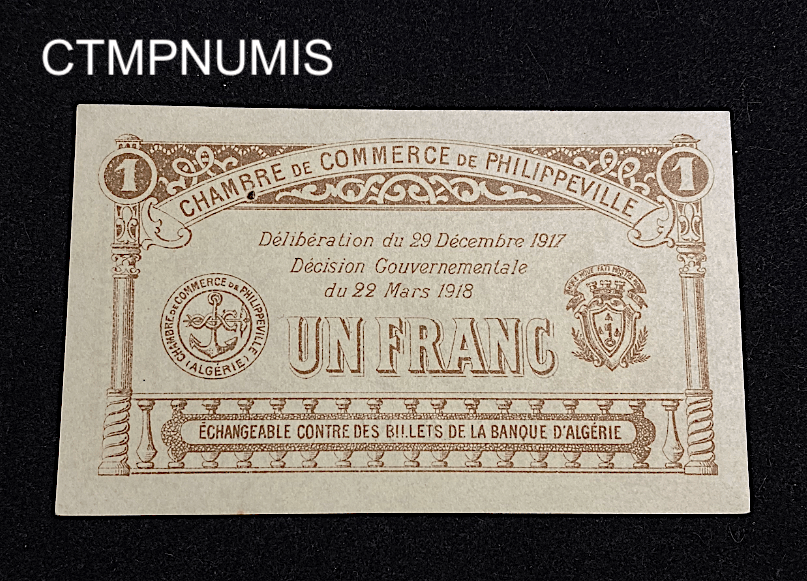 CTMPNUMIS
1 CHAMBRE DE COMMERCE DE PHILIPPEVILLE 1
Délibération du 29 Décembre 1917
Décision Gouvernementale
du 22 Mars 1918
CHAMBRE DE COMMERCE DE PHILIPPEVILLE
(ALGÉRIE)
UN FRANC
ÉCHANGEABLE CONTRE DES BILLETS DE LA BANQUE D'ALGÉRIE